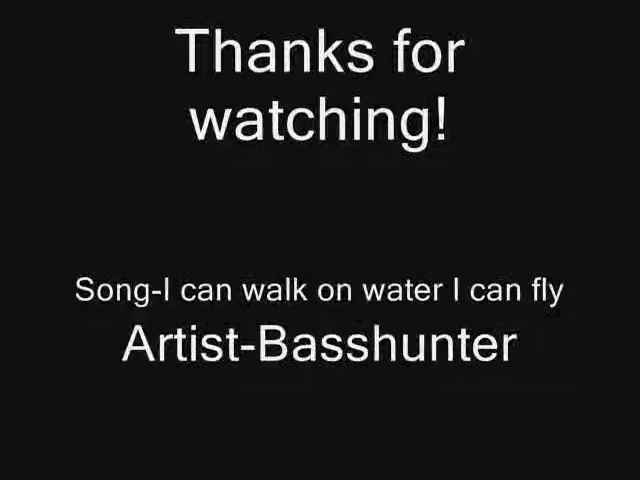 Thanks for
watching!
Song-I can walk on water I can fly
Artist-Basshunter